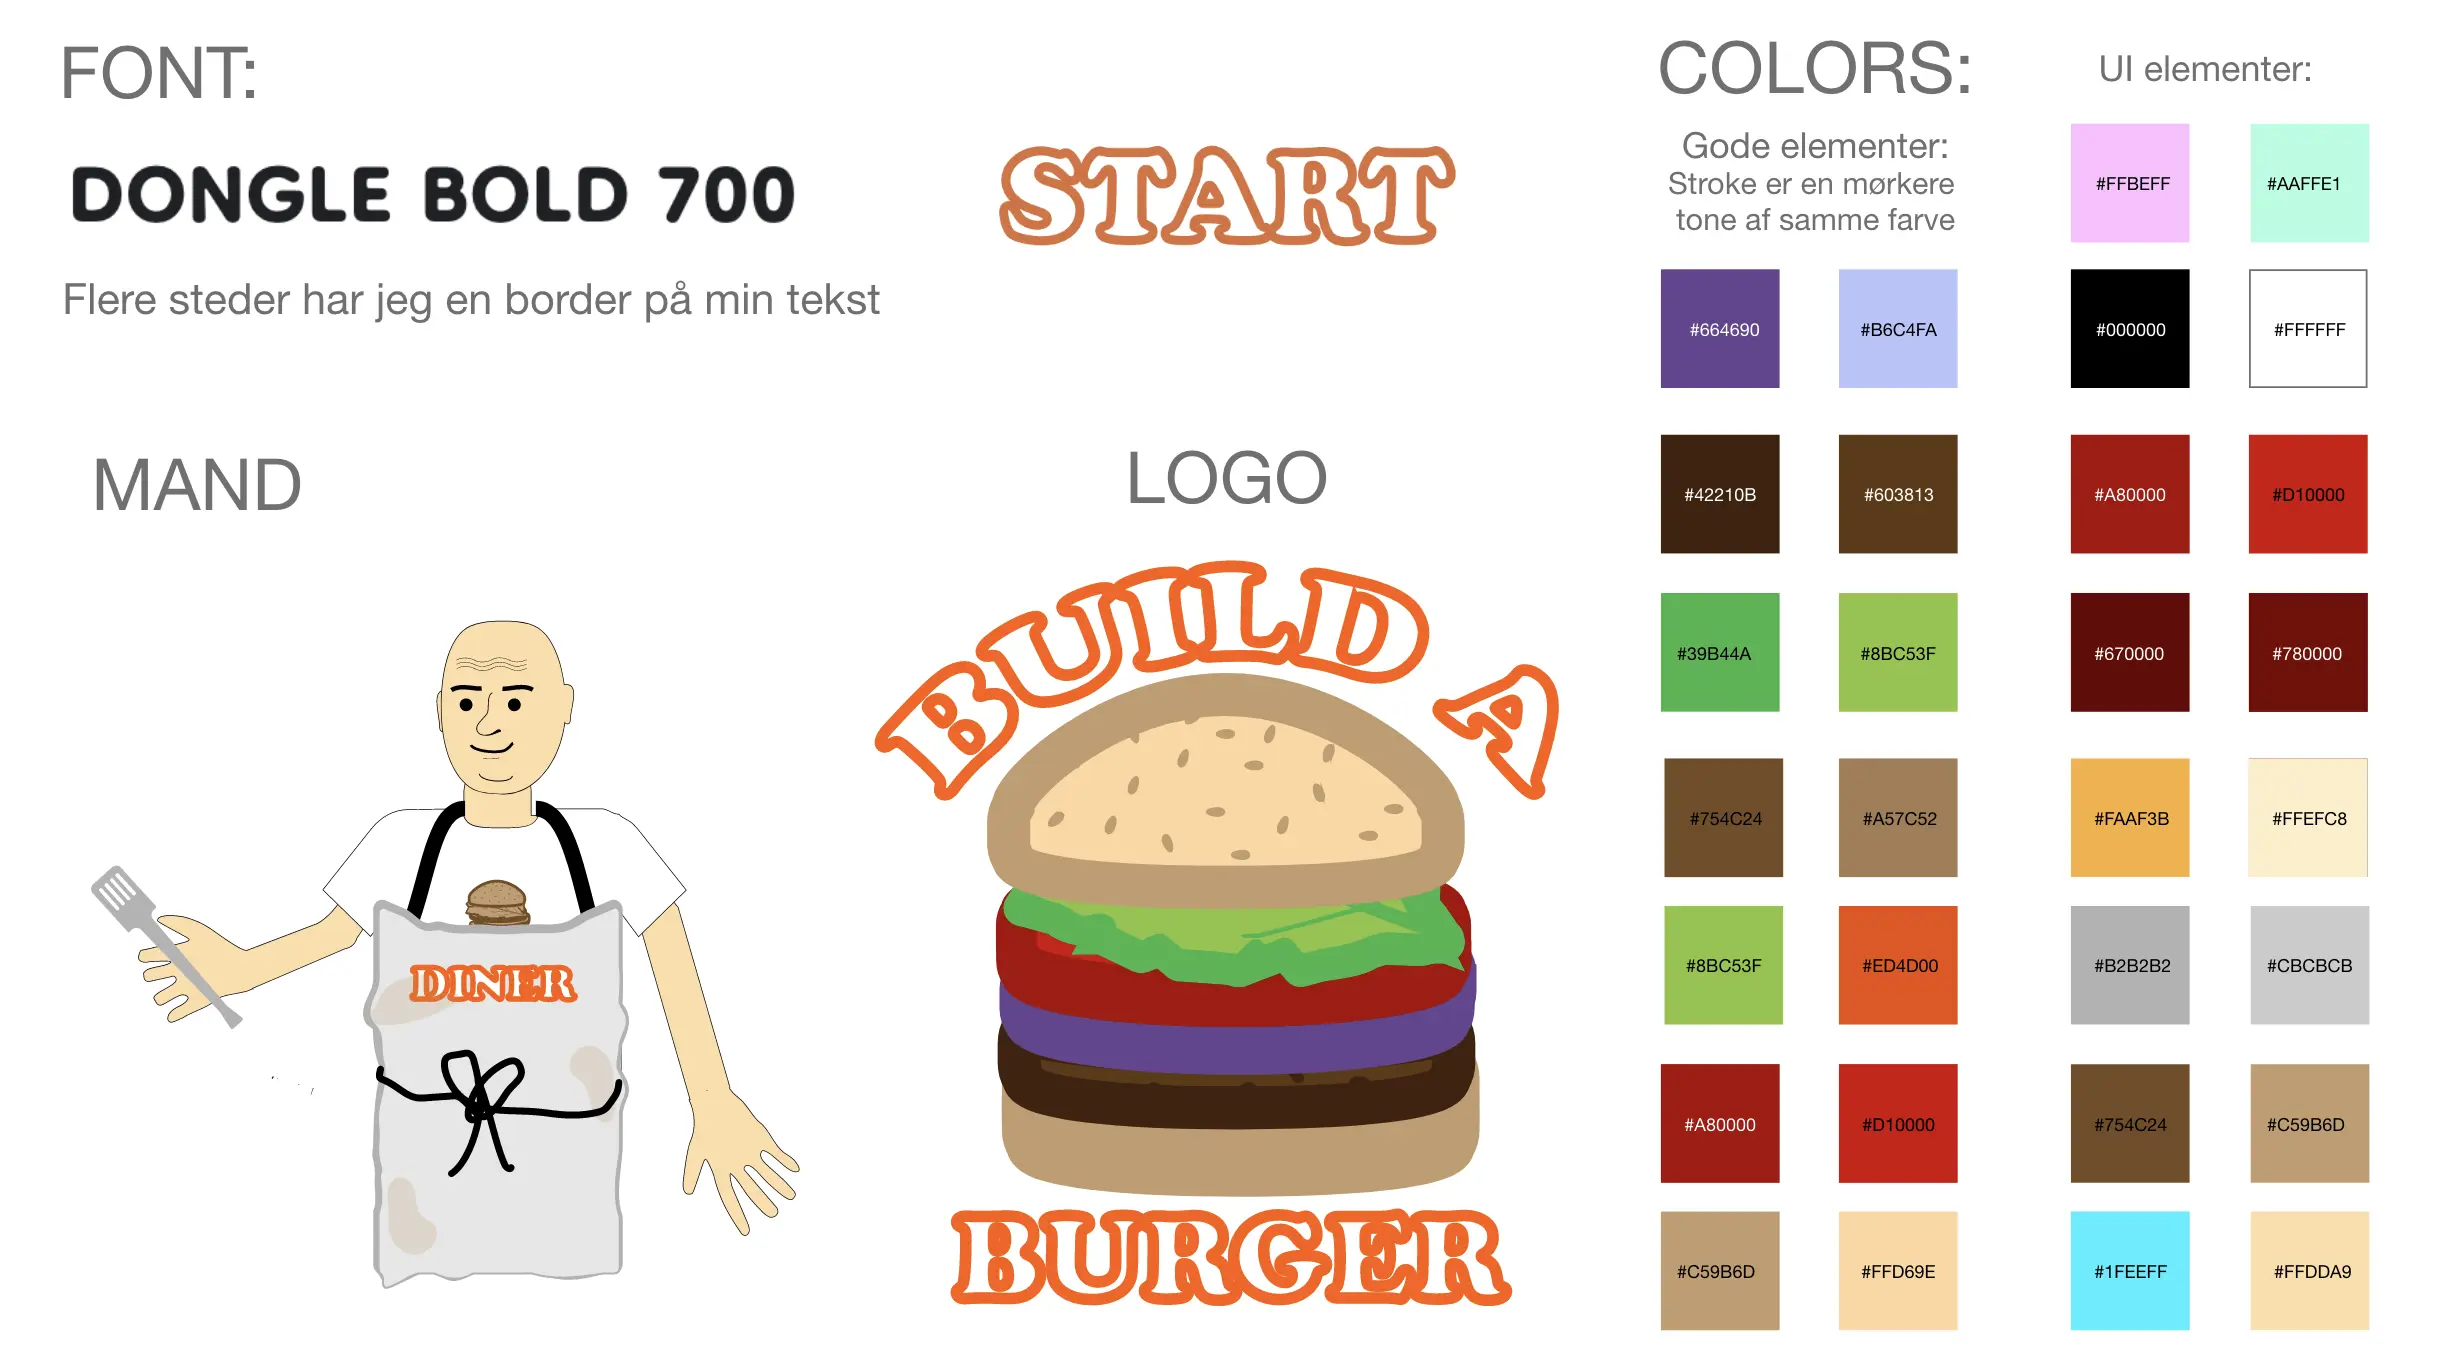 FONT:
DONGLE BOLD 700
Flere steder har jeg en border på min tekst
START
MAND
DINER
LOGO
BUILD A
BURGER
COLORS:
Gode elementer:
Stroke er en mørkere
tone af samme farve
#664690 #B6C4FA
#42210B #603813
#39B44A #8BC53F
#754C24 #A57C52
#8BC53F #ED4D00
#A80000 #D10000
#C59B6D #FFD69E
UI elementer:
#FFBEFF #AAFFE1
#000000 #FFFFFF
#A80000 #D10000
#670000 #780000
#FAAF3B #FFEFC8
#B2B2B2 #CBCBCB
#754C24 #C59B6D
#1FEEFF #FFDDA9